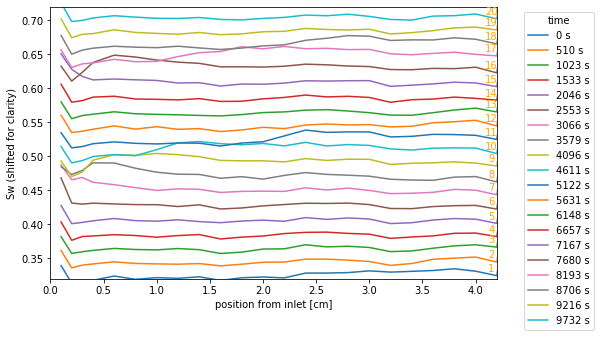 time
0 s
510 s
1023 s
1533 s
2046 s
2553 s
3066 s
3579 s
4096 s
4611 s
5122 s
5631 s
6148 s
6657 s
7167 s
7680 s
8193 s
8706 s
9216 s
9732 s
Sw (shifted for clarity)
0.70
0.65
0.60
0.55
0.50
0.45
0.40
0.35
20
19
18
17
16
15
14
13
12
11
10
9
8
7
6
5
4
3
2
1
0.0 0.5 1.0 1.5 2.0 2.5 3.0 3.5 4.0
position from inlet [cm]